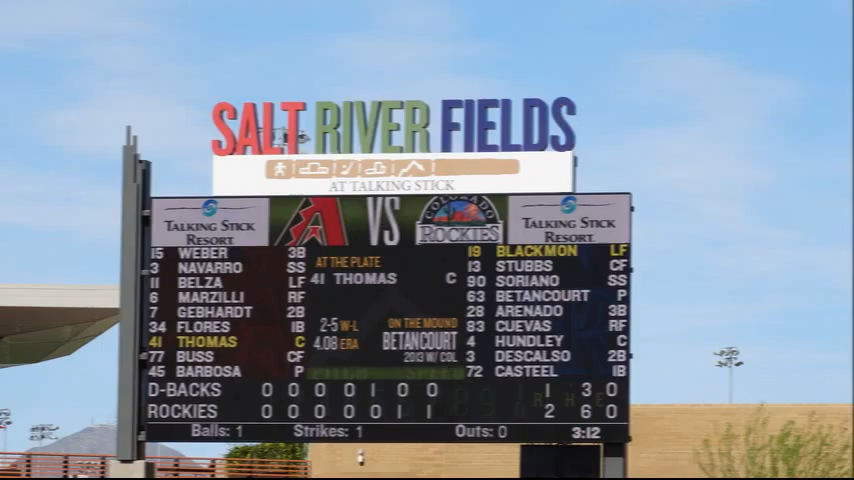 SALT RIVER FIELDS
AT TALKING STICK
TALKING STICK RESORT
VS
COLORADO ROCKIES
TALKING STICK RESORT
15 WEBER 3B
3 NAVARRO SS
11 BELZA LF
6 MARZILLI RF
7 GEBHARDT 2B
34 FLORES 1B
41 THOMAS C
77 BUSS CF
45 BARBOSA P
AT THE PLATE
41 THOMAS C
2-5 W-L
4.08 ERA
ON THE MOUND
BETANCOURT
2013 W/ COL
PITCH SPEED
19 BLACKMON LF
13 STUBBS CF
90 SORIANO SS
63 BETANCOURT P
28 ARENADO 3B
83 CUEVAS RF
4 HUNDLEY C
3 DESCALSO 2B
72 CASTEEL 1B
R H E
D-BACKS 0 0 0 0 1 0 0 1 3 0
ROCKIES 0 0 0 0 0 1 1 2 6 0
Balls: 1 Strikes: 1 Outs: 0 3:12